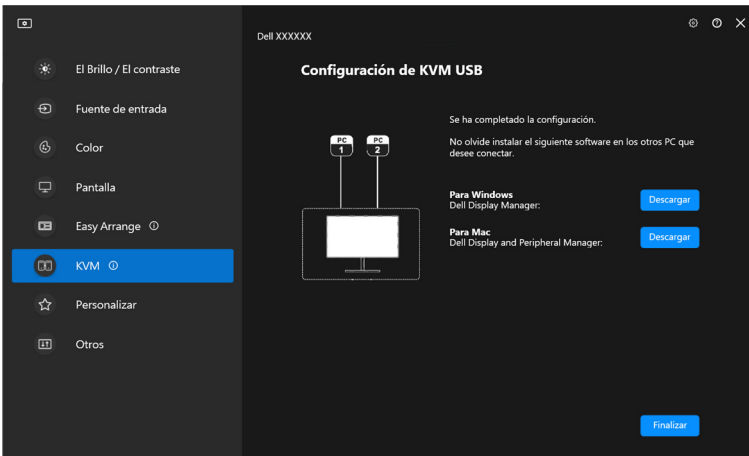 Dell XXXXXX
El Brillo / El contraste
Fuente de entrada
Color
Pantalla
Easy Arrange
KVM
Personalizar
Otros
Configuración de KVM USB
PC 1
PC 2
Se ha completado la configuración.
No olvide instalar el siguiente software en los otros PC que
desee conectar.
Para Windows
Dell Display Manager:
Descargar
Para Mac
Dell Display and Peripheral Manager:
Descargar
Finalizar